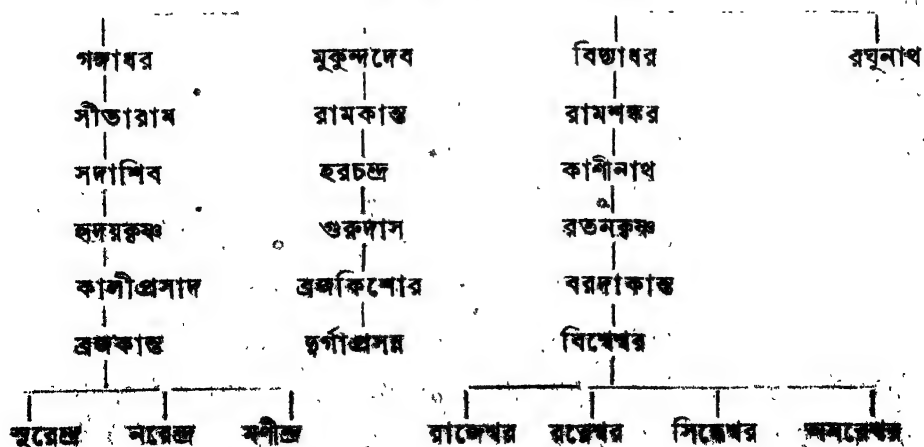 গঙ্গাধর মুকুন্দদেব বিদ্যাধর রঘুনাথ
সীতারাম রামকান্ত রামশঙ্কর
সদাশিব হরচন্দ্র কাশীনাথ
হৃদয়কৃষ্ণ গুরুদাস রতনকৃষ্ণ
কালীপ্রসাদ ব্রজকিশোর বরদাকান্ত
ব্রজকান্ত দুর্গাপ্রসন্ন বিশ্বেশ্বর
সুরেন্দ্র নরেন্দ্র মণীন্দ্র রাজেশ্বর রত্নেশ্বর সিদ্ধেশ্বর অমরেশ্বর